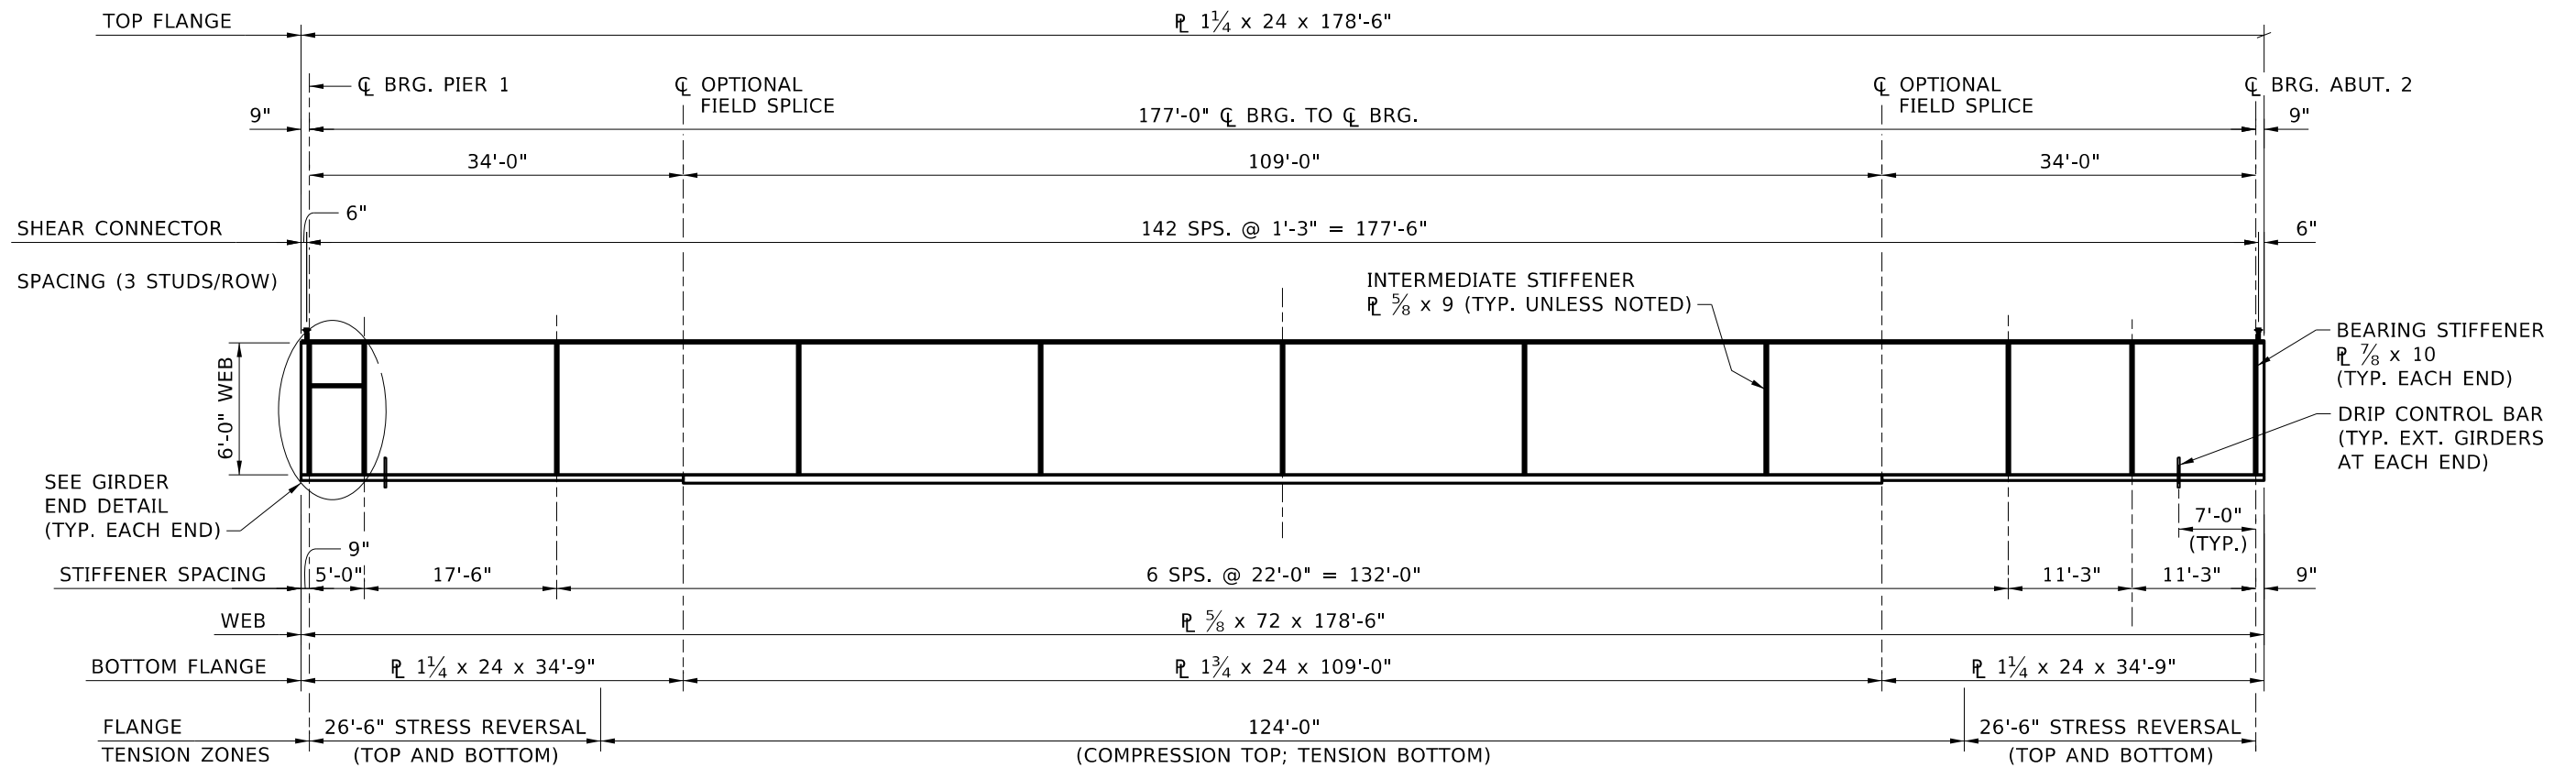 TOP FLANGE
℄ 1¼ x 24 x 178'-6"
℄ BRG. PIER 1
℄ OPTIONAL
FIELD SPLICE
℄ OPTIONAL
FIELD SPLICE
℄ BRG. ABUT. 2
9"
177'-0" ℄ BRG. TO ℄ BRG.
9"
34'-0"
109'-0"
34'-0"
6"
SHEAR CONNECTOR
142 SPS. @ 1'-3" = 177'-6"
6"
SPACING (3 STUDS/ROW)
INTERMEDIATE STIFFENER
PL ⅝ x 9 (TYP. UNLESS NOTED)
BEARING STIFFENER
PL ⅞ x 10
(TYP. EACH END)
6'-0" WEB
DRIP CONTROL BAR
(TYP. EXT. GIRDERS
AT EACH END)
SEE GIRDER
END DETAIL
(TYP. EACH END)
7'-0"
(TYP.)
9"
STIFFENER SPACING
5'-0"
17'-6"
6 SPS. @ 22'-0" = 132'-0"
11'-3"
11'-3"
9"
WEB
PL ⅝ x 72 x 178'-6"
BOTTOM FLANGE
PL 1¼ x 24 x 34'-9"
PL 1¾ x 24 x 109'-0"
PL 1¼ x 24 x 34'-9"
FLANGE
TENSION ZONES
26'-6" STRESS REVERSAL
(TOP AND BOTTOM)
124'-0"
(COMPRESSION TOP; TENSION BOTTOM)
26'-6" STRESS REVERSAL
(TOP AND BOTTOM)